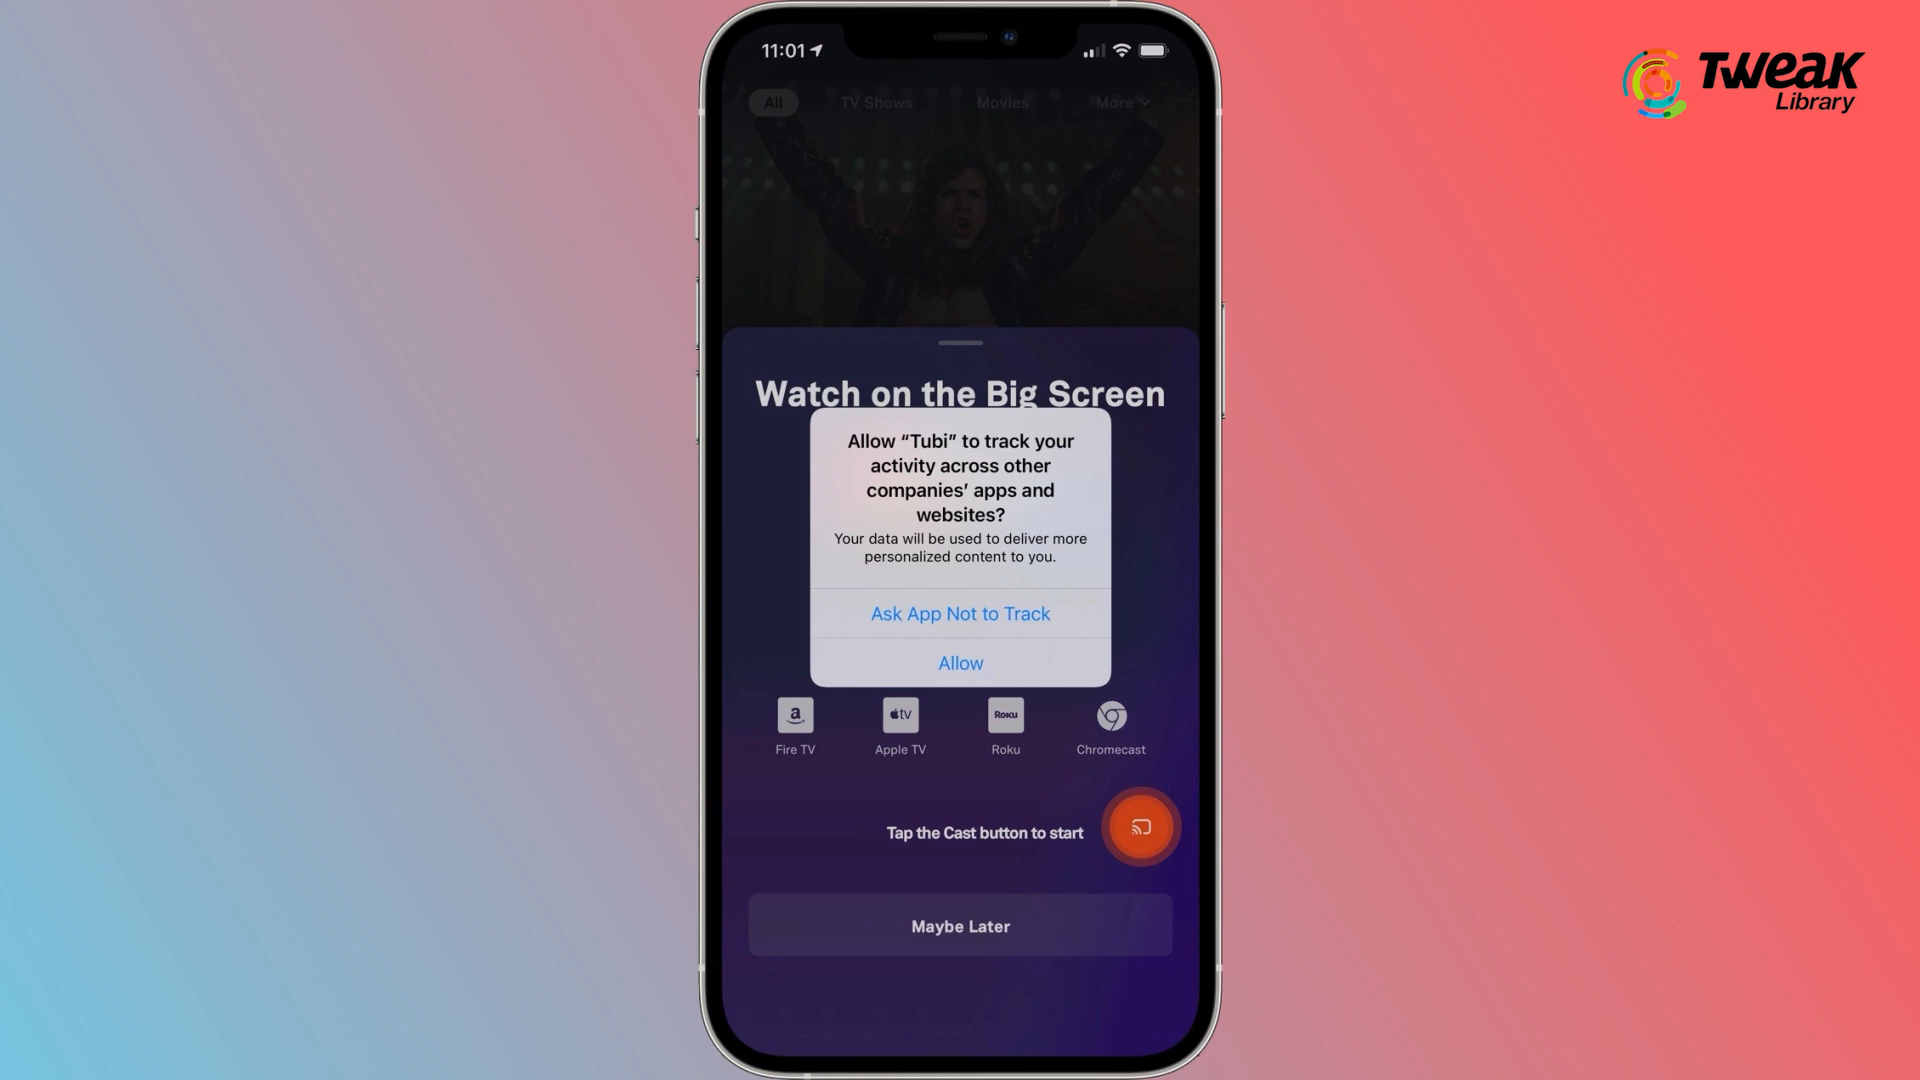 11:01
TWeaK
Library
All TV Shows Movies More
Watch on the Big Screen
Allow “Tubi” to track your
activity across other
companies’ apps and
websites?
Your data will be used to deliver more
personalized content to you.
Ask App Not to Track
Allow
a tv Roku
Fire TV Apple TV Roku Chromecast
Tap the Cast button to start
Maybe Later